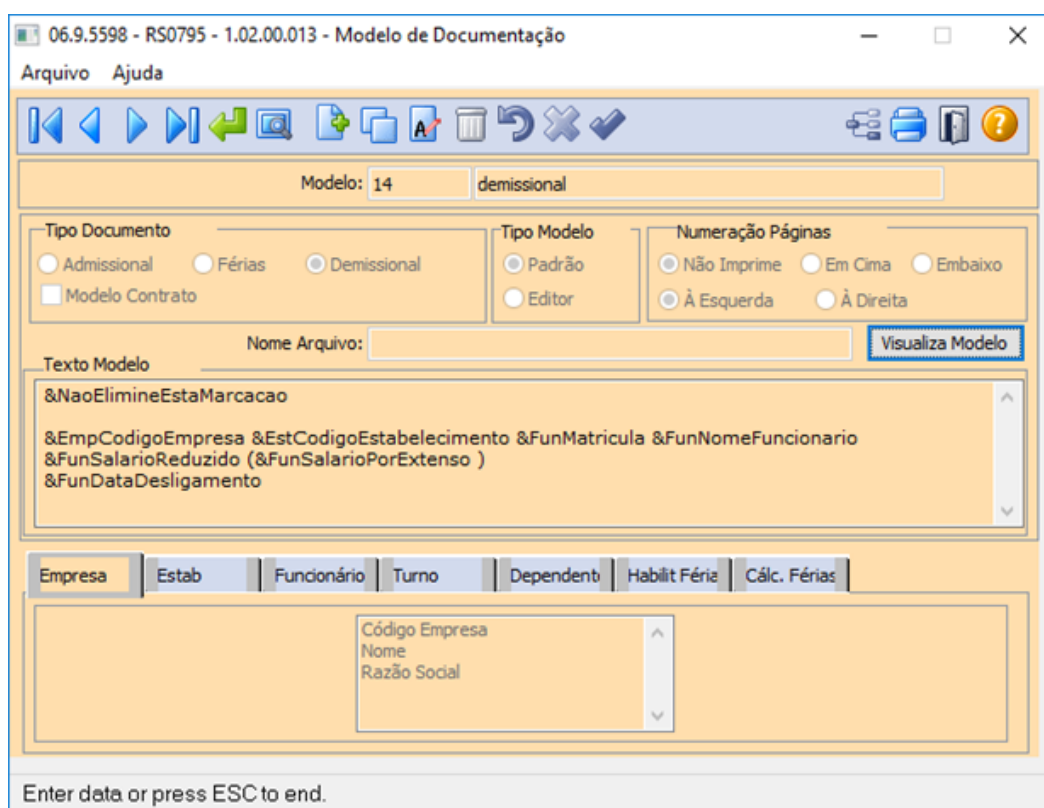 06.9.5598 - RS0795 - 1.02.00.013 - Modelo de Documentação
Arquivo Ajuda
Modelo: 14 demissional
Tipo Documento Tipo Modelo Numeração Páginas
Admissional Férias Demissional Padrão Não Imprime Em Cima Embaixo
Modelo Contrato Editor À Esquerda À Direita
Nome Arquivo: Visualiza Modelo
Texto Modelo
&NaoElimineEstaMarcacao
&EmpCodigoEmpresa &EstCodigoEstabelecimento &FunMatricula &FunNomeFuncionario
&FunSalarioReduzido (&FunSalarioPorExtenso )
&FunDataDesligamento
Empresa Estab Funcionário Turno Dependent Habilit Féria Cálc. Férias
Código Empresa
Nome
Razão Social
Enter data or press ESC to end.